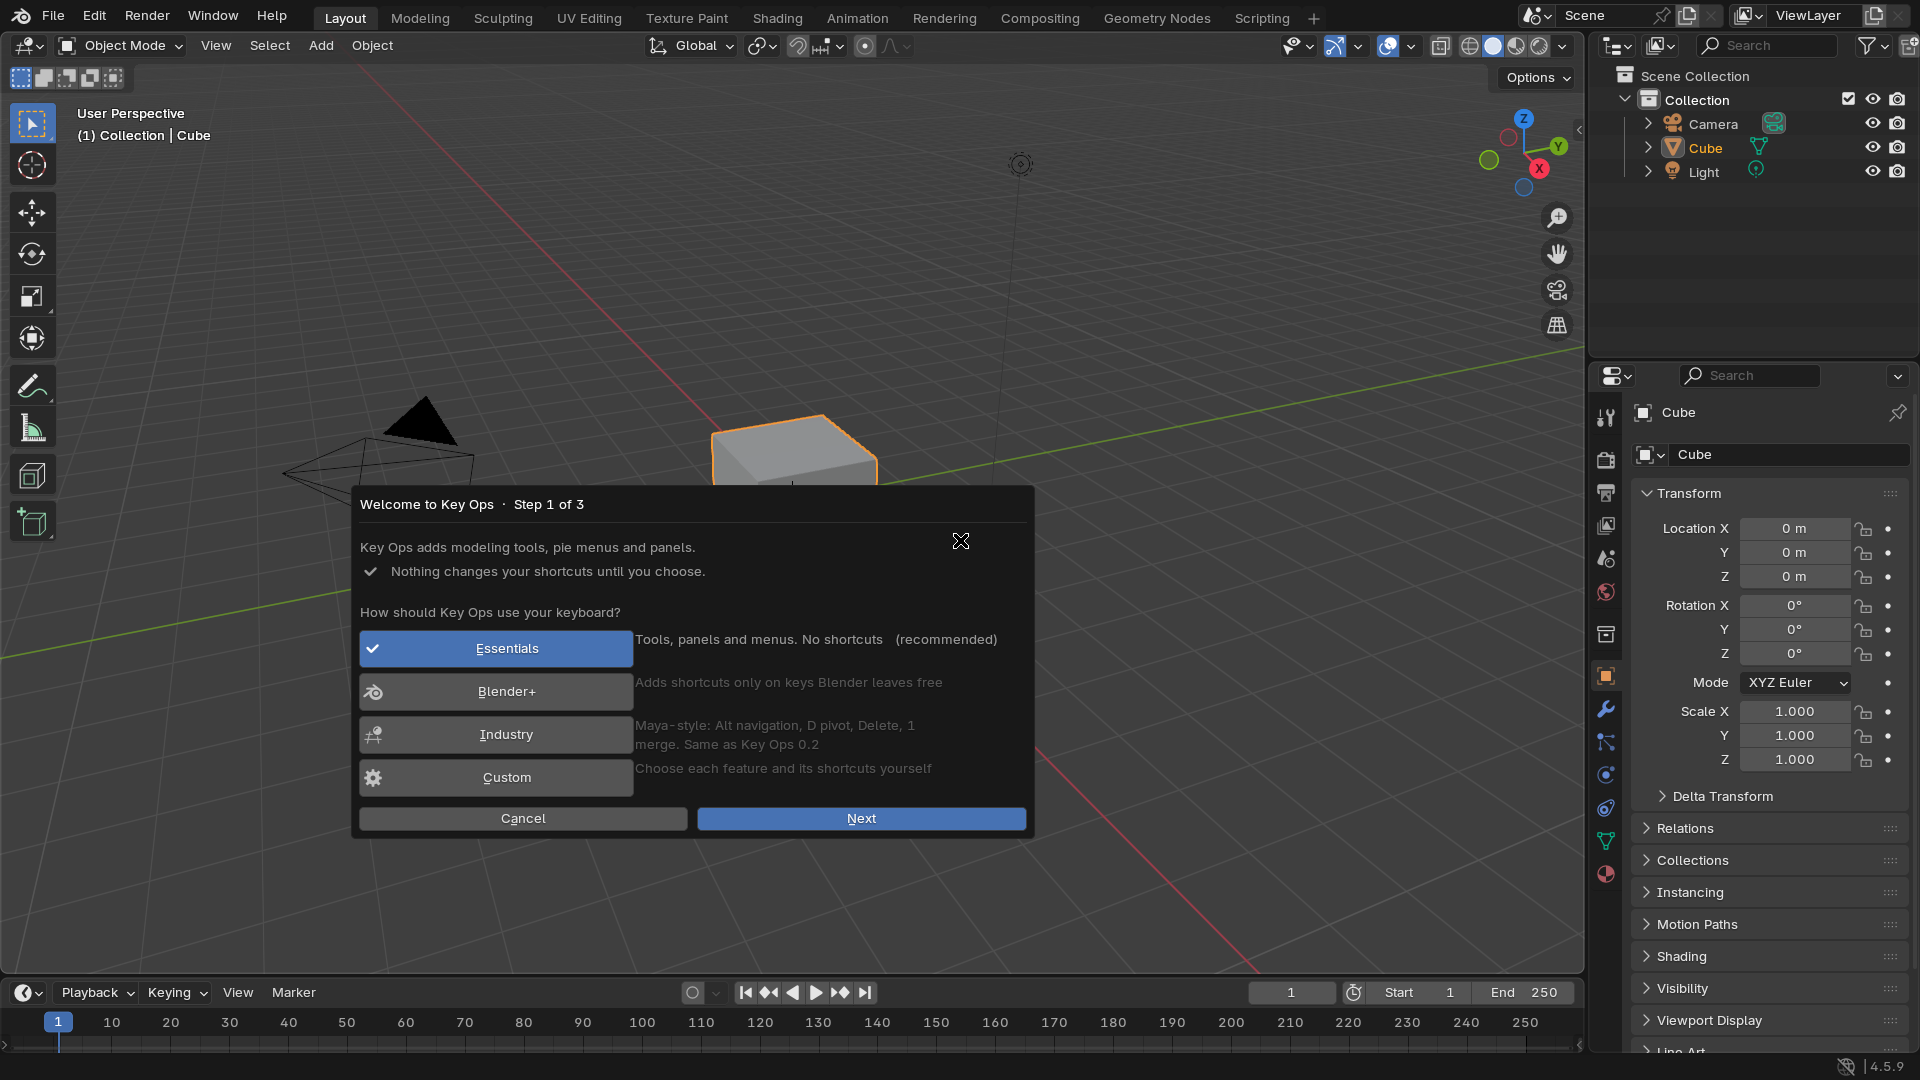 File Edit Render Window Help Layout Modeling Sculpting UV Editing Texture Paint Shading Animation Rendering Compositing Geometry Nodes Scripting + Scene ViewLayer
Object Mode View Select Add Object Global Search
Options
User Perspective
(1) Collection | Cube
Z
Y
X
Scene Collection
Collection
Camera
Cube
Light
Search
Cube
Cube
Transform
Location X 0 m
Y 0 m
Z 0 m
Rotation X 0°
Y 0°
Z 0°
Mode XYZ Euler
Scale X 1.000
Y 1.000
Z 1.000
Delta Transform
Relations
Collections
Instancing
Motion Paths
Shading
Visibility
Viewport Display
Line Art
Welcome to Key Ops · Step 1 of 3
Key Ops adds modeling tools, pie menus and panels.
Nothing changes your shortcuts until you choose.
How should Key Ops use your keyboard?
Essentials Tools, panels and menus. No shortcuts (recommended)
Blender+ Adds shortcuts only on keys Blender leaves free
Industry Maya-style: Alt navigation, D pivot, Delete, 1
merge. Same as Key Ops 0.2
Custom Choose each feature and its shortcuts yourself
Cancel Next
Playback Keying View Marker 1 Start 1 End 250
1 10 20 30 40 50 60 70 80 90 100 110 120 130 140 150 160 170 180 190 200 210 220 230 240 250
4.5.9